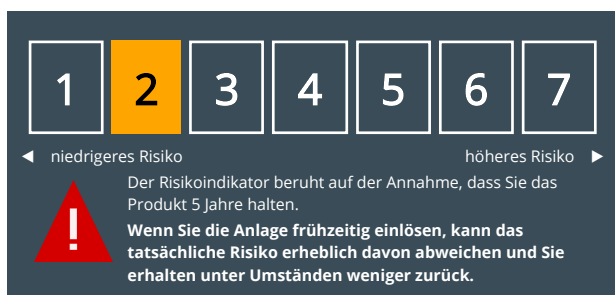 1 2 3 4 5 6 7
niedrigeres Risiko höheres Risiko
Der Risikoindikator beruht auf der Annahme, dass Sie das
Produkt 5 Jahre halten.
Wenn Sie die Anlage frühzeitig einlösen, kann das
tatsächliche Risiko erheblich davon abweichen und Sie
erhalten unter Umständen weniger zurück.